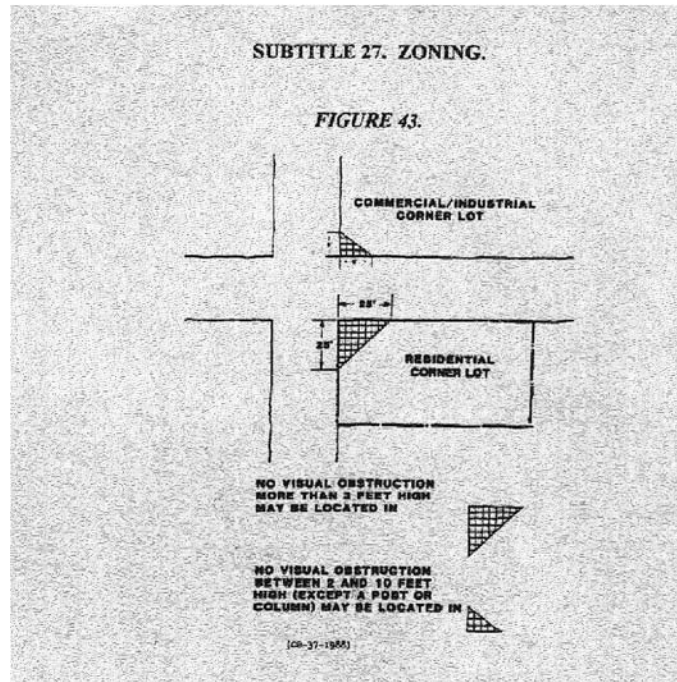 SUBTITLE 27. ZONING.
FIGURE 43.
COMMERCIAL/INDUSTRIAL
CORNER LOT
25'
25'
RESIDENTIAL
CORNER LOT
NO VISUAL OBSTRUCTION
MORE THAN 3 FEET HIGH
MAY BE LOCATED IN
NO VISUAL OBSTRUCTION
BETWEEN 2 AND 10 FEET
HIGH (EXCEPT A POST OR
COLUMN) MAY BE LOCATED IN
(CB-37-1988)